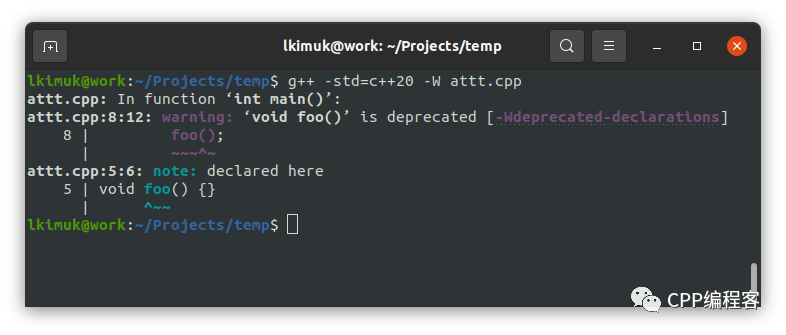 lkimuk@work: ~/Projects/temp
lkimuk@work:~/Projects/temp$ g++ -std=c++20 -W attt.cpp
attt.cpp: In function ‘int main()’:
attt.cpp:8:12: warning: ‘void foo()’ is deprecated [-Wdeprecated-declarations]
    8 |         foo();
      |         ~~~^~
attt.cpp:5:6: note: declared here
    5 | void foo() {}
      |      ^~~
lkimuk@work:~/Projects/temp$
CPP编程客